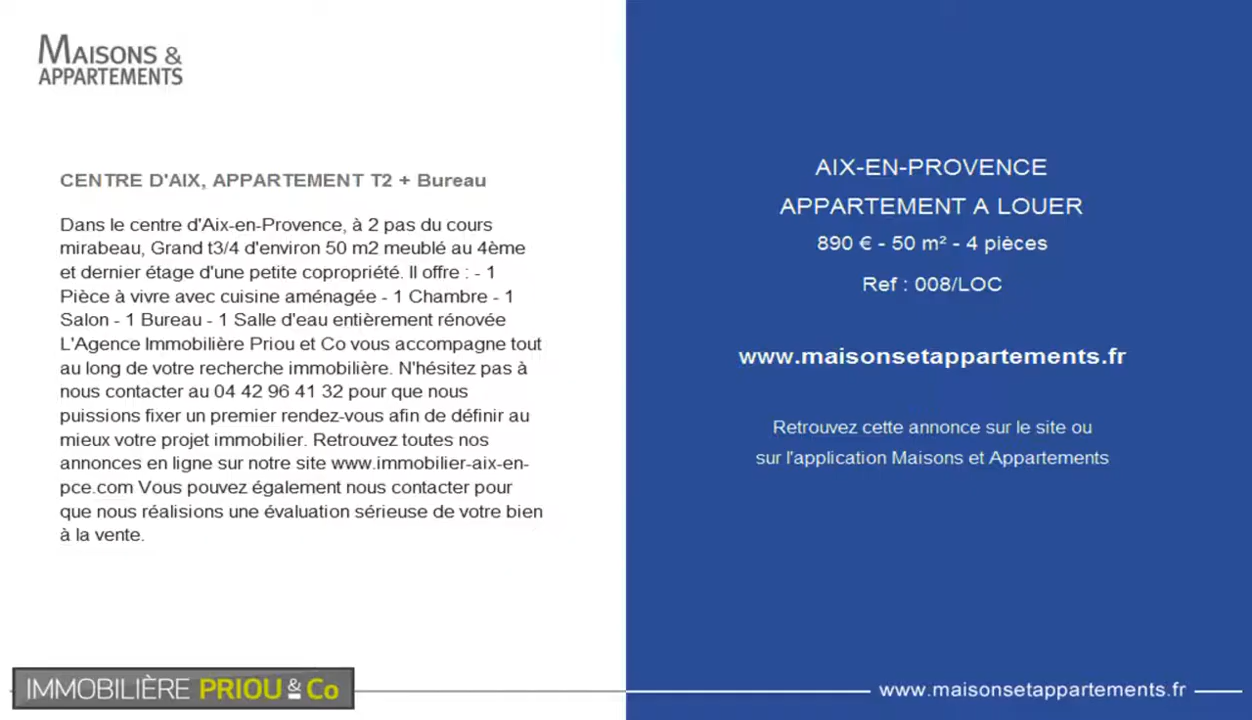 MAISONS &
APPARTEMENTS
CENTRE D'AIX, APPARTEMENT T2 + Bureau
Dans le centre d'Aix-en-Provence, à 2 pas du cours
mirabeau, Grand t3/4 d'environ 50 m2 meublé au 4ème
et dernier étage d'une petite copropriété. Il offre : - 1
Pièce à vivre avec cuisine aménagée - 1 Chambre - 1
Salon - 1 Bureau - 1 Salle d'eau entièrement rénovée
L'Agence Immobilière Priou et Co vous accompagne tout
au long de votre recherche immobilière. N'hésitez pas à
nous contacter au 04 42 96 41 32 pour que nous
puissions fixer un premier rendez-vous afin de définir au
mieux votre projet immobilier. Retrouvez toutes nos
annonces en ligne sur notre site www.immobilier-aix-en-
pce.com Vous pouvez également nous contacter pour
que nous réalisions une évaluation sérieuse de votre bien
à la vente.
IMMOBILIÈRE PRIOU & Co
AIX-EN-PROVENCE
APPARTEMENT A LOUER
890 € - 50 m² - 4 pièces
Ref : 008/LOC
www.maisonsetappartements.fr
Retrouvez cette annonce sur le site ou
sur l'application Maisons et Appartements
www.maisonsetappartements.fr